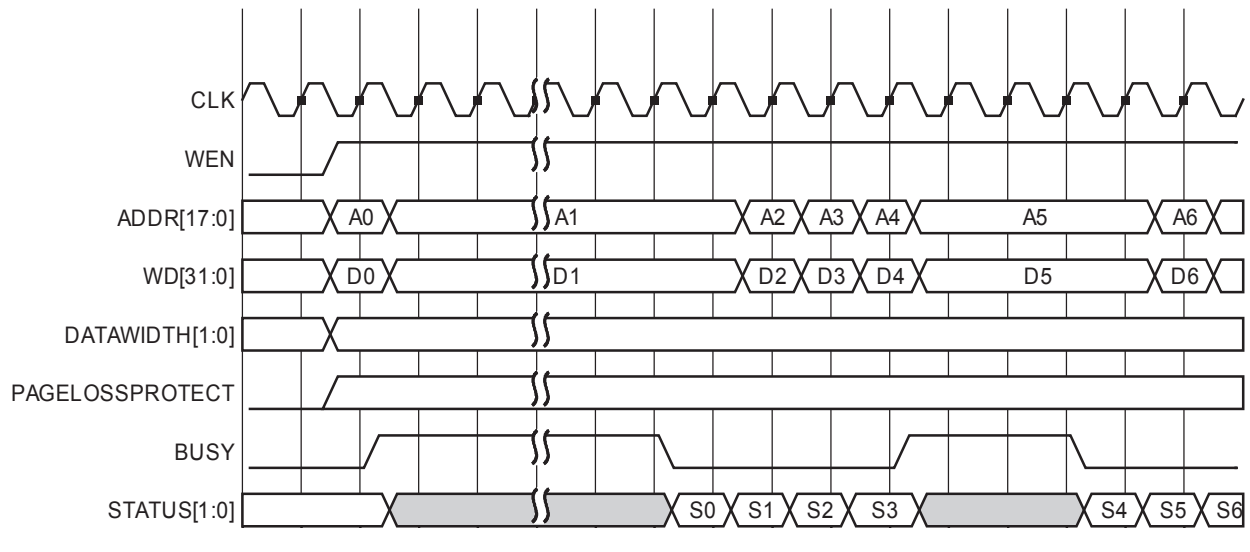 CLK
WEN
ADDR[17:0] A0 A1 A2 A3 A4 A5 A6
WD[31:0] D0 D1 D2 D3 D4 D5 D6
DATAWIDTH[1:0]
PAGELOSSPROTECT
BUSY
STATUS[1:0] S0 S1 S2 S3 S4 S5 S6